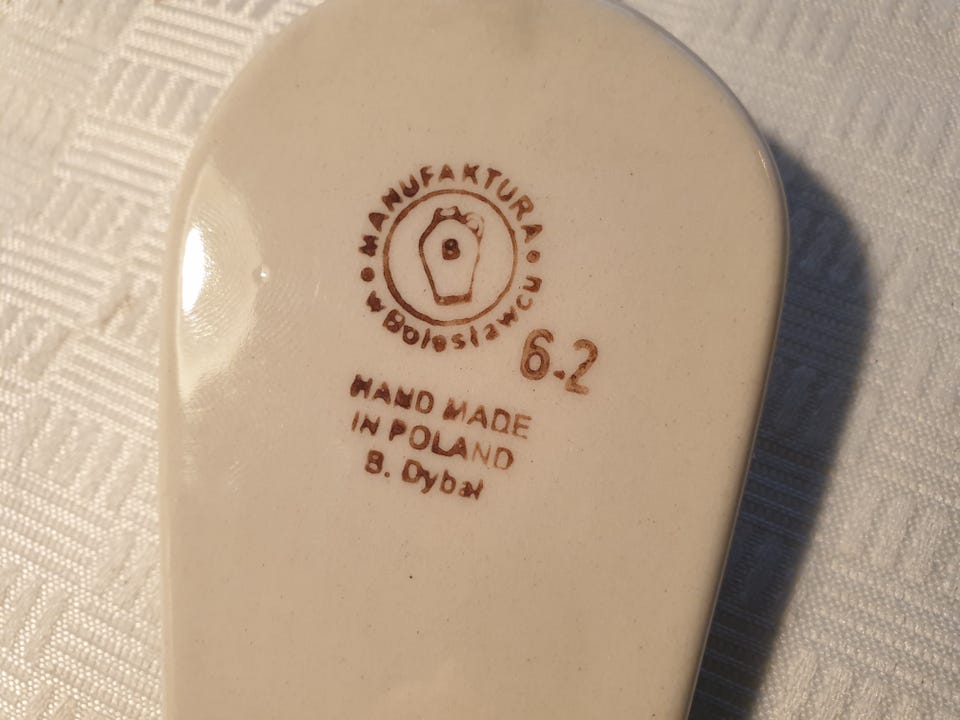 MANUFAKTURA
w Bolesławcu
B
6-2
HAND MADE
IN POLAND
B. Dybał